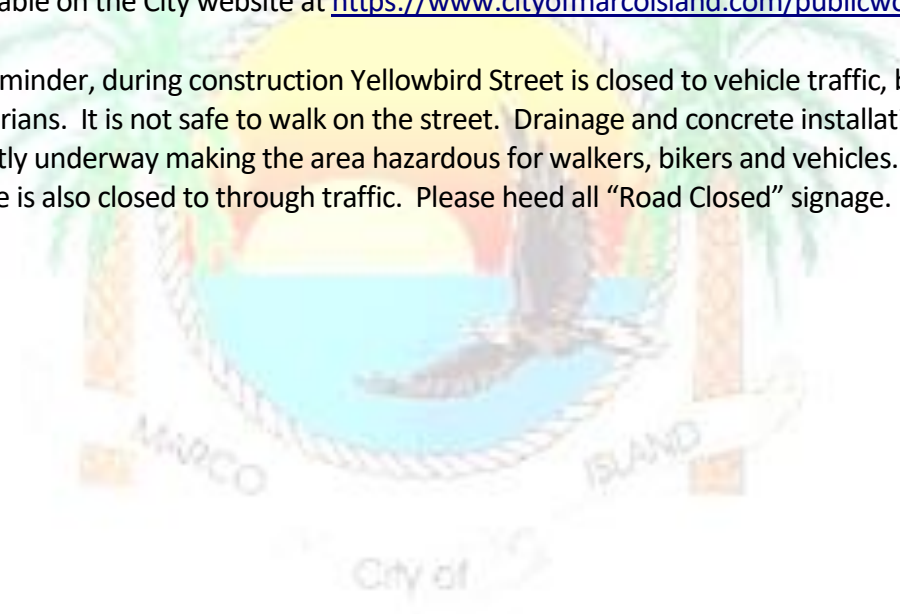 able on the City website at https://www.cityofmarcoisland.com/publicwo
minder, during construction Yellowbird Street is closed to vehicle traffic, b
rians. It is not safe to walk on the street. Drainage and concrete installati
tly underway making the area hazardous for walkers, bikers and vehicles.
e is also closed to through traffic. Please heed all “Road Closed” signage.
MARCO ISLAND
City of